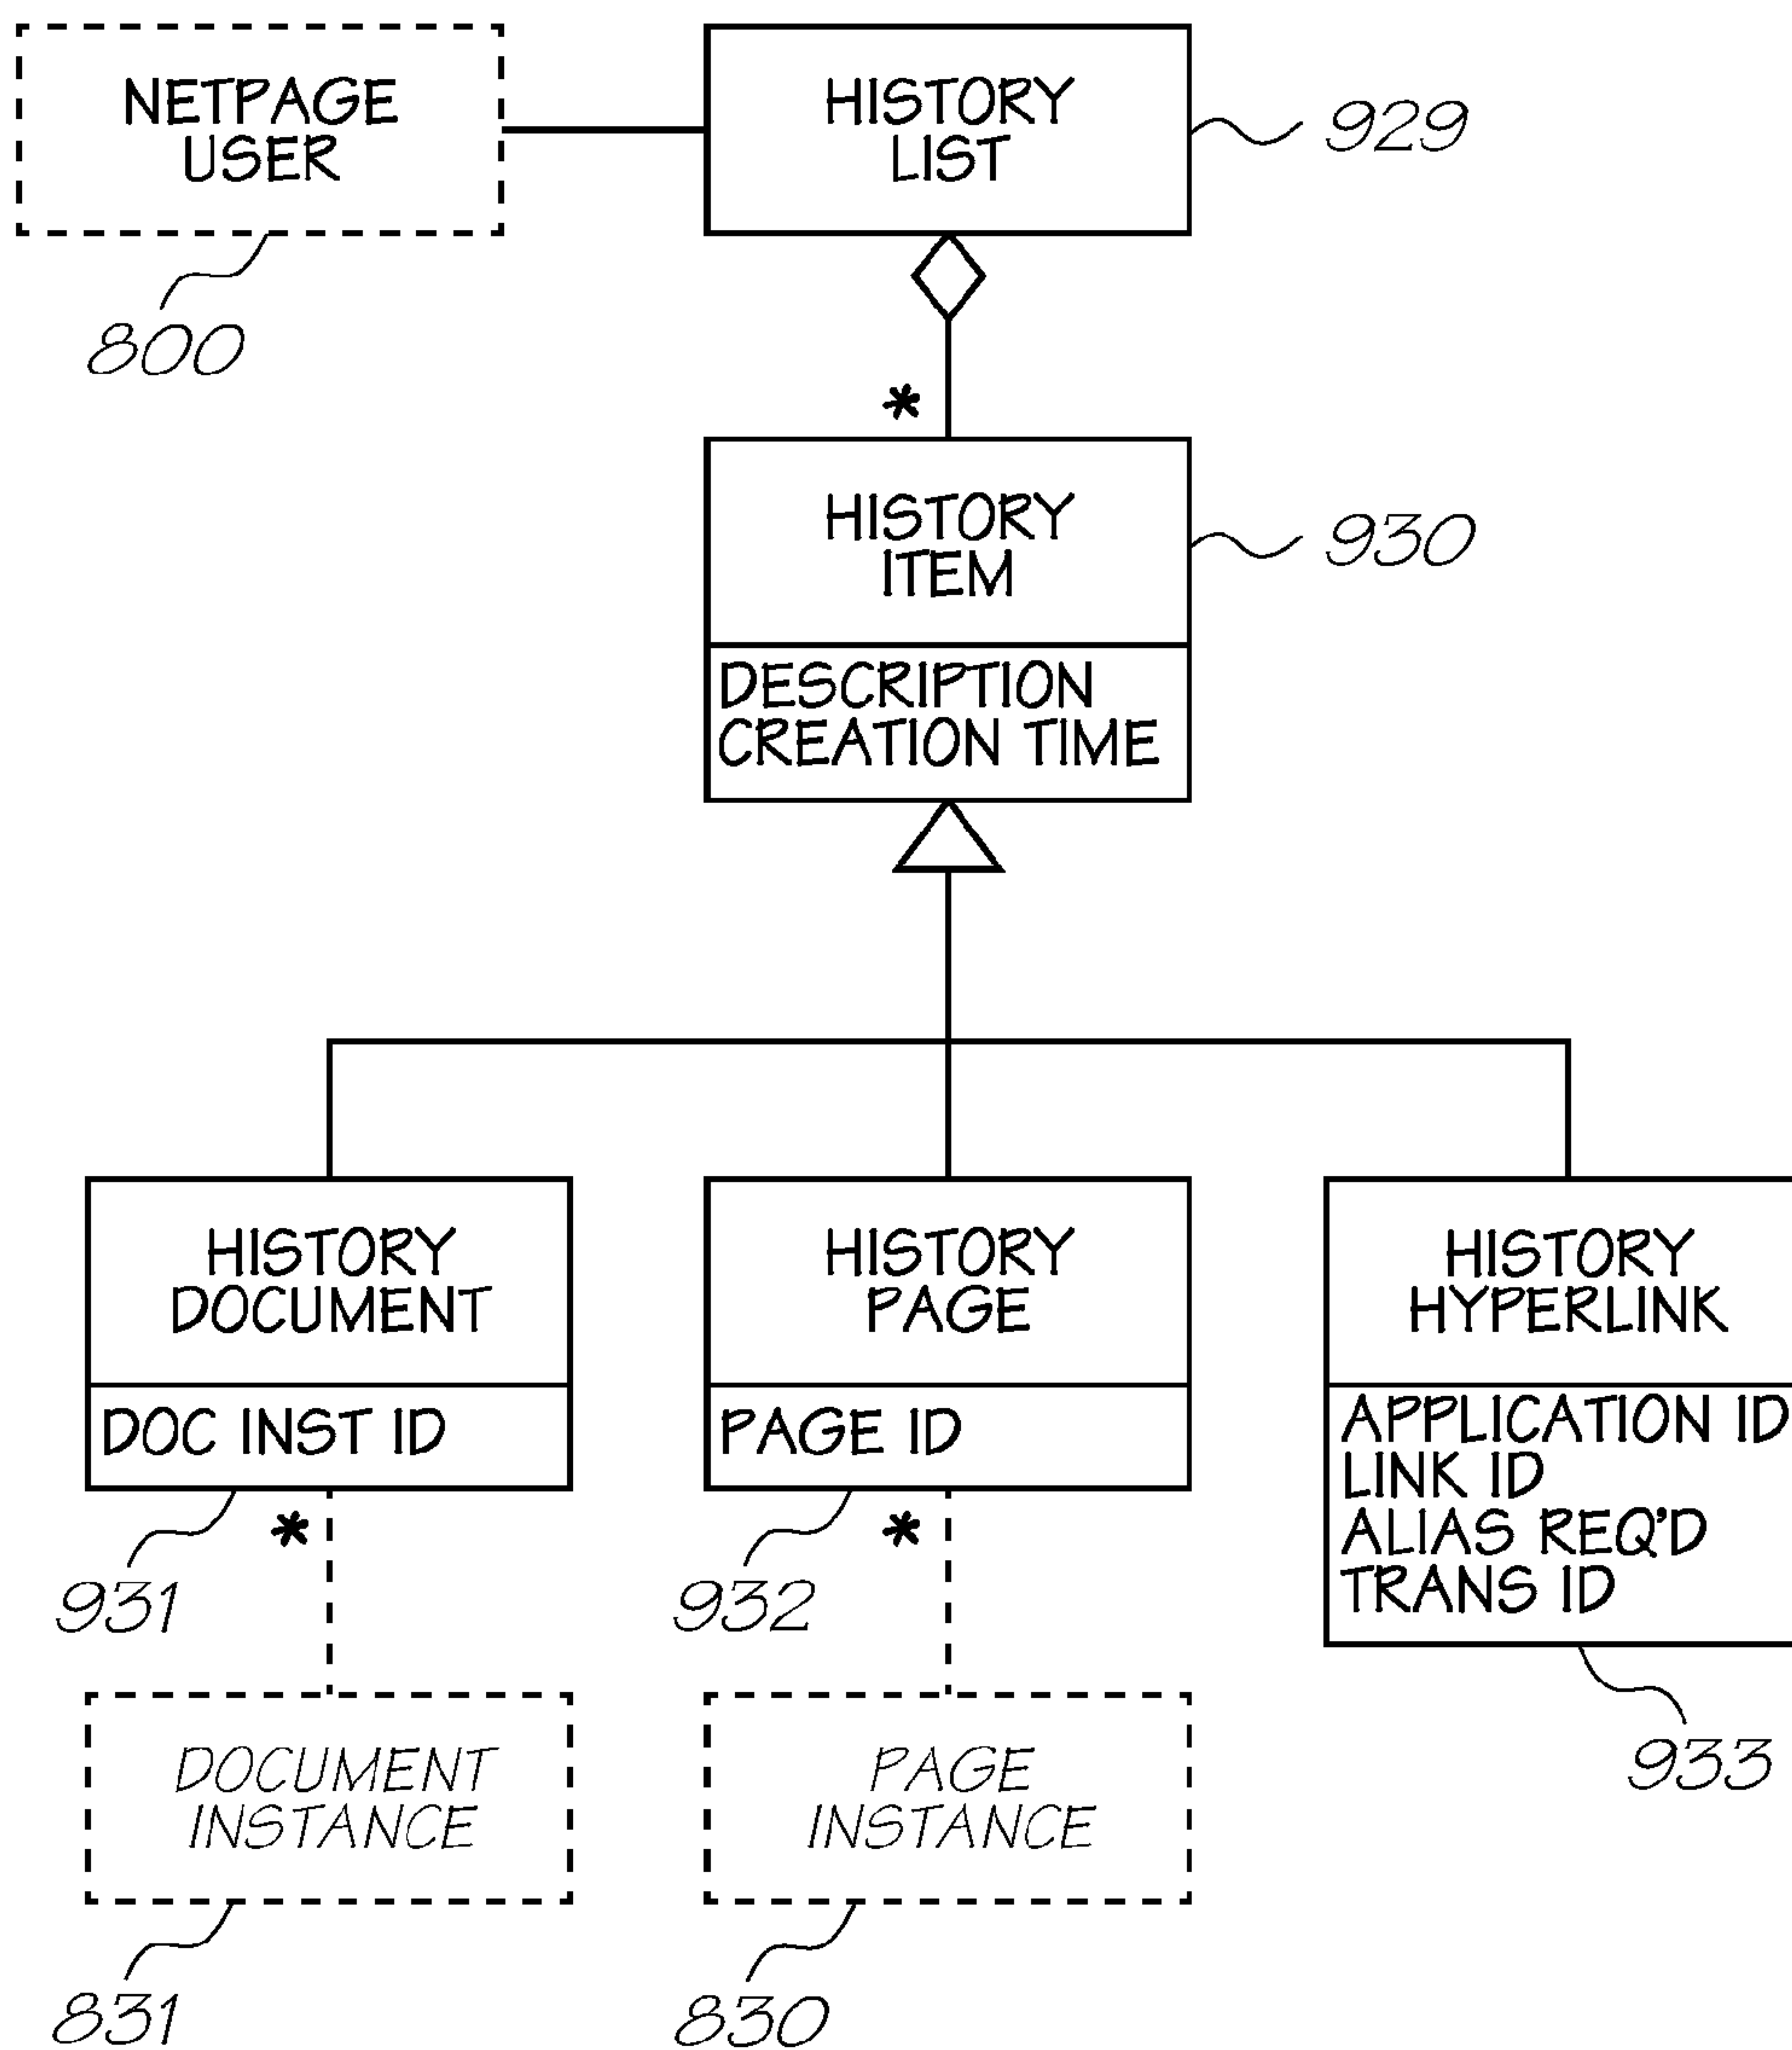 NETPAGE
USER
HISTORY
LIST
929
800
*
HISTORY
ITEM
930
DESCRIPTION
CREATION TIME
HISTORY
DOCUMENT
HISTORY
PAGE
HISTORY
HYPERLINK
DOC INST ID
PAGE ID
APPLICATION ID
LINK ID
ALIAS REQ'D
TRANS ID
*
*
931
932
933
DOCUMENT
INSTANCE
PAGE
INSTANCE
831
830